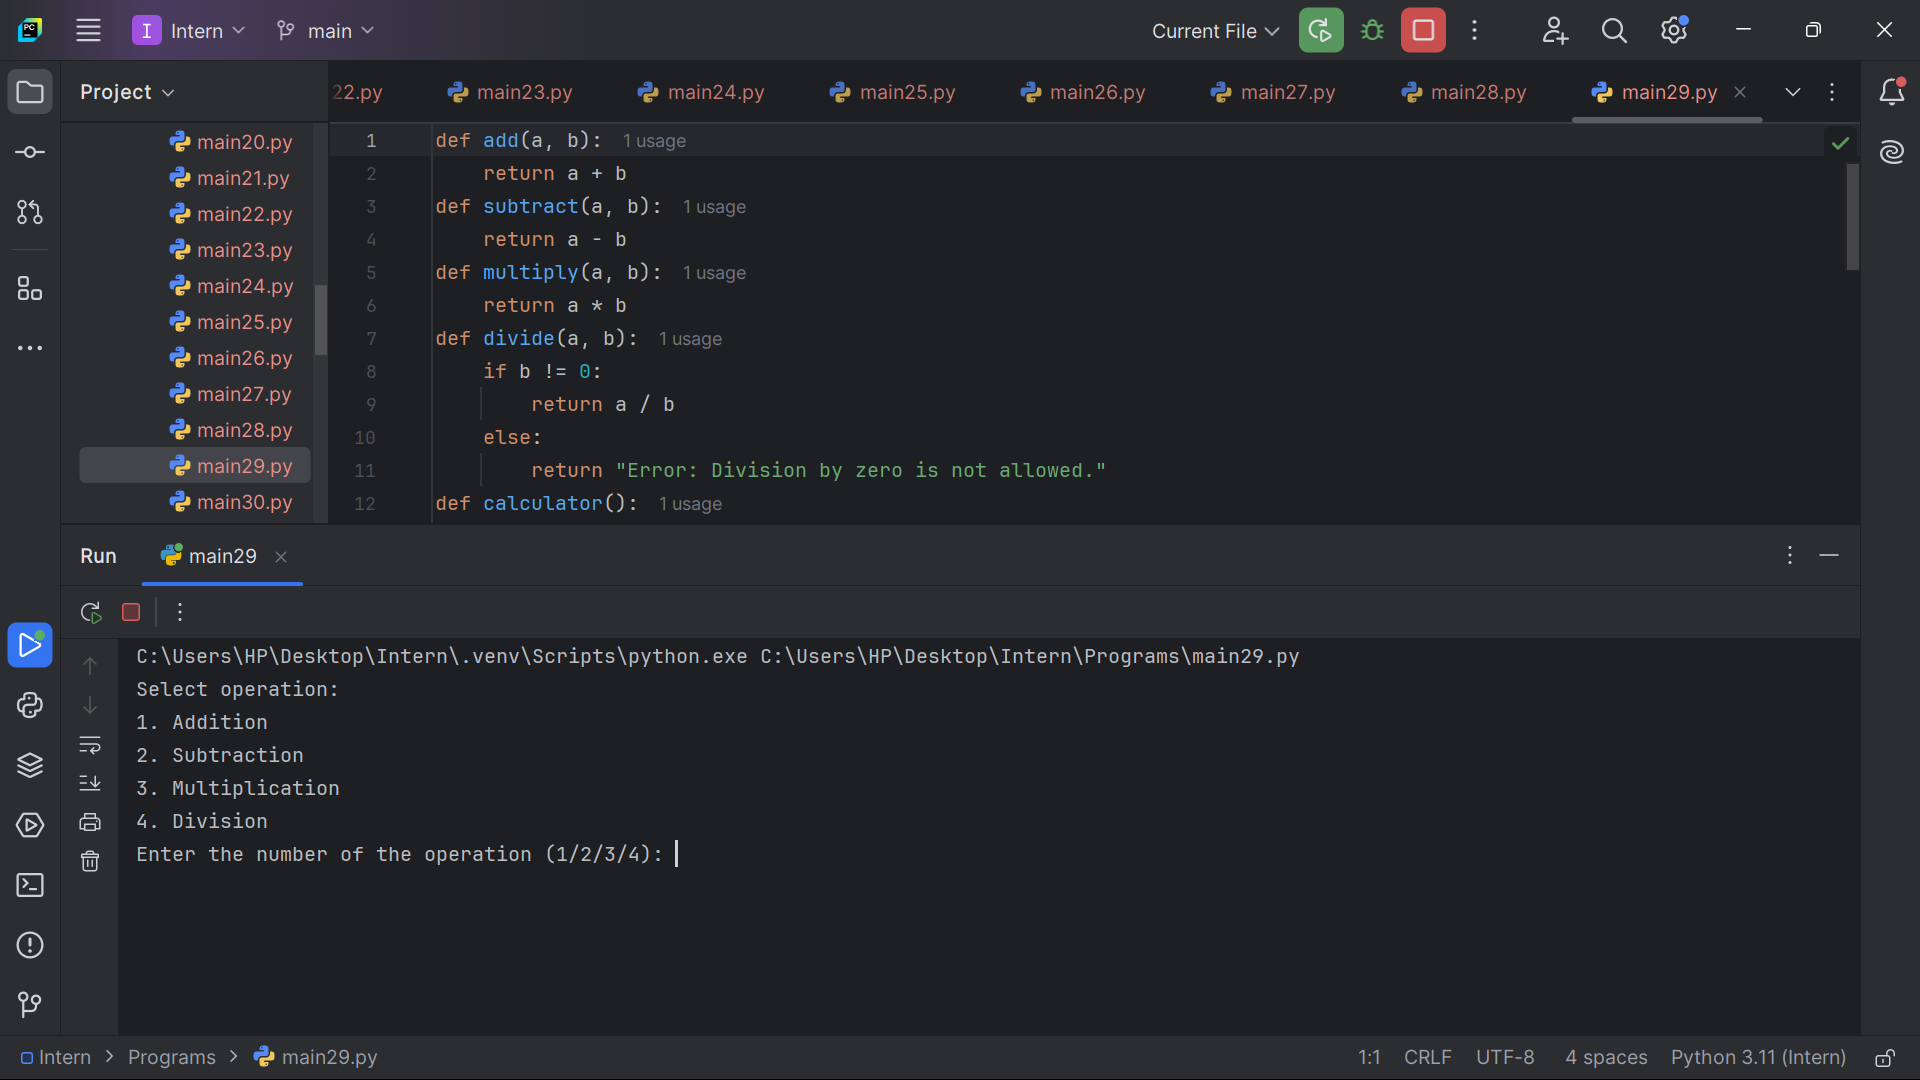 PC
I Intern main
Current File
Project
22.py main23.py main24.py main25.py main26.py main27.py main28.py main29.py
main20.py
main21.py
main22.py
main23.py
main24.py
main25.py
main26.py
main27.py
main28.py
main29.py
main30.py
1 def add(a, b): 1 usage
2 return a + b
3 def subtract(a, b): 1 usage
4 return a - b
5 def multiply(a, b): 1 usage
6 return a * b
7 def divide(a, b): 1 usage
8 if b != 0:
9 return a / b
10 else:
11 return "Error: Division by zero is not allowed."
12 def calculator(): 1 usage
Run main29
C:\Users\HP\Desktop\Intern\.venv\Scripts\python.exe C:\Users\HP\Desktop\Intern\Programs\main29.py
Select operation:
1. Addition
2. Subtraction
3. Multiplication
4. Division
Enter the number of the operation (1/2/3/4):
Intern > Programs > main29.py
1:1 CRLF UTF-8 4 spaces Python 3.11 (Intern)